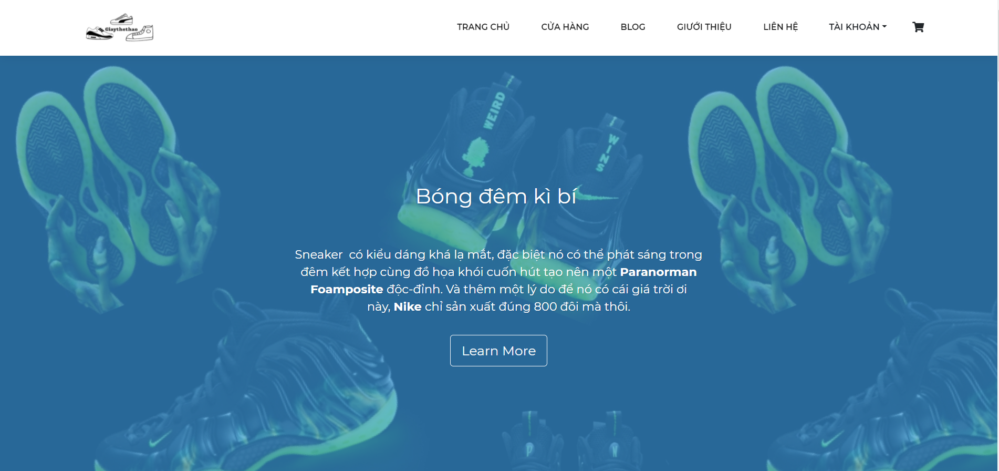 Giaythethao
TRANG CHỦ CỬA HÀNG BLOG GIƯỚI THIỆU LIÊN HỆ TÀI KHOẢN
WEIRD
WINS
Bóng đêm kì bí
Sneaker có kiểu dáng khá lạ mắt, đặc biệt nó có thể phát sáng trong
đêm kết hợp cùng đồ họa khói cuốn hút tạo nên một Paranorman
Foamposite độc-đỉnh. Và thêm một lý do để nó có cái giá trời ơi
này, Nike chỉ sản xuất đúng 800 đôi mà thôi.
Learn More
P N